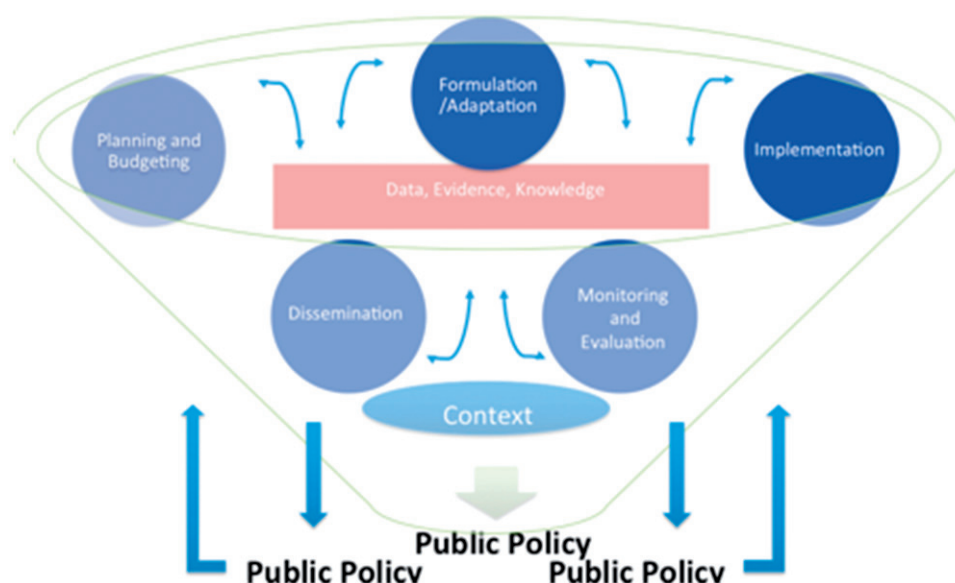 Formulation
/Adaptation
Planning and
Budgeting
Implementation
Data, Evidence, Knowledge
Dissemination
Monitoring
and
Evaluation
Context
Public Policy
Public Policy
Public Policy